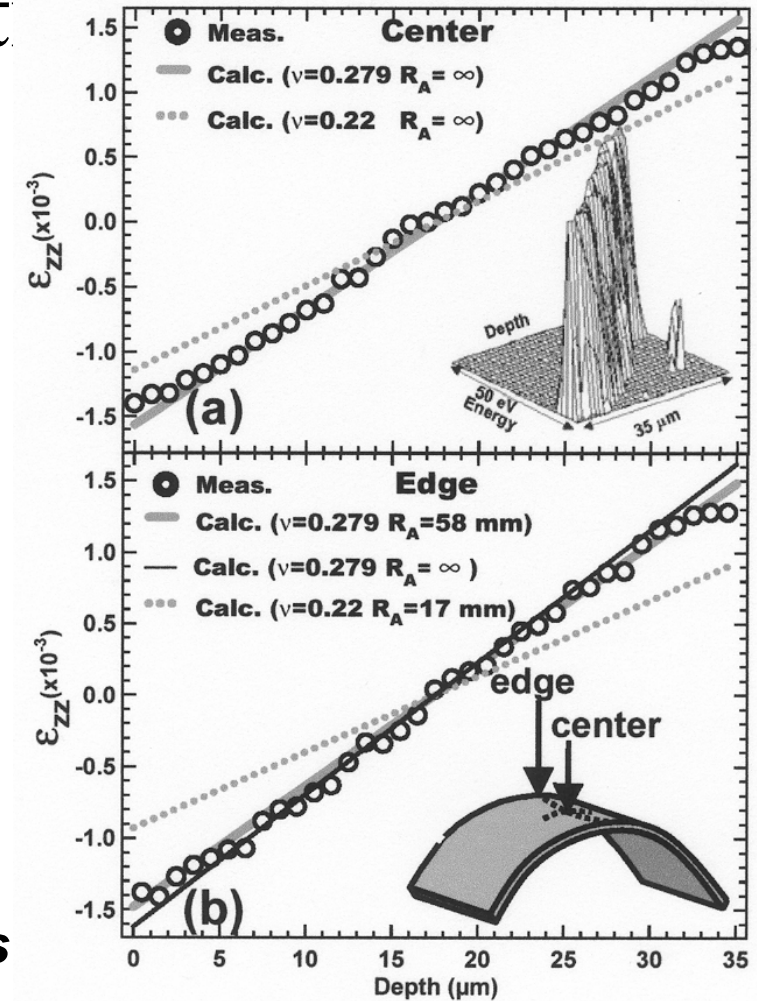 Meas. Center
Calc. (ν=0.279 R_A= ∞)
Calc. (ν=0.22 R_A= ∞)
1.5
1.0
0.5
0.0
-0.5
-1.0
-1.5
ε_zz(x10^-3)
Depth
50 eV
Energy
35 µm
(a)
Meas. Edge
Calc. (ν=0.279 R_A=58 mm)
Calc. (ν=0.279 R_A= ∞ )
Calc. (ν=0.22 R_A=17 mm)
1.5
1.0
0.5
0.0
-0.5
-1.0
-1.5
ε_zz(x10^-3)
edge
center
(b)
0 5 10 15 20 25 30 35
Depth (µm)
s